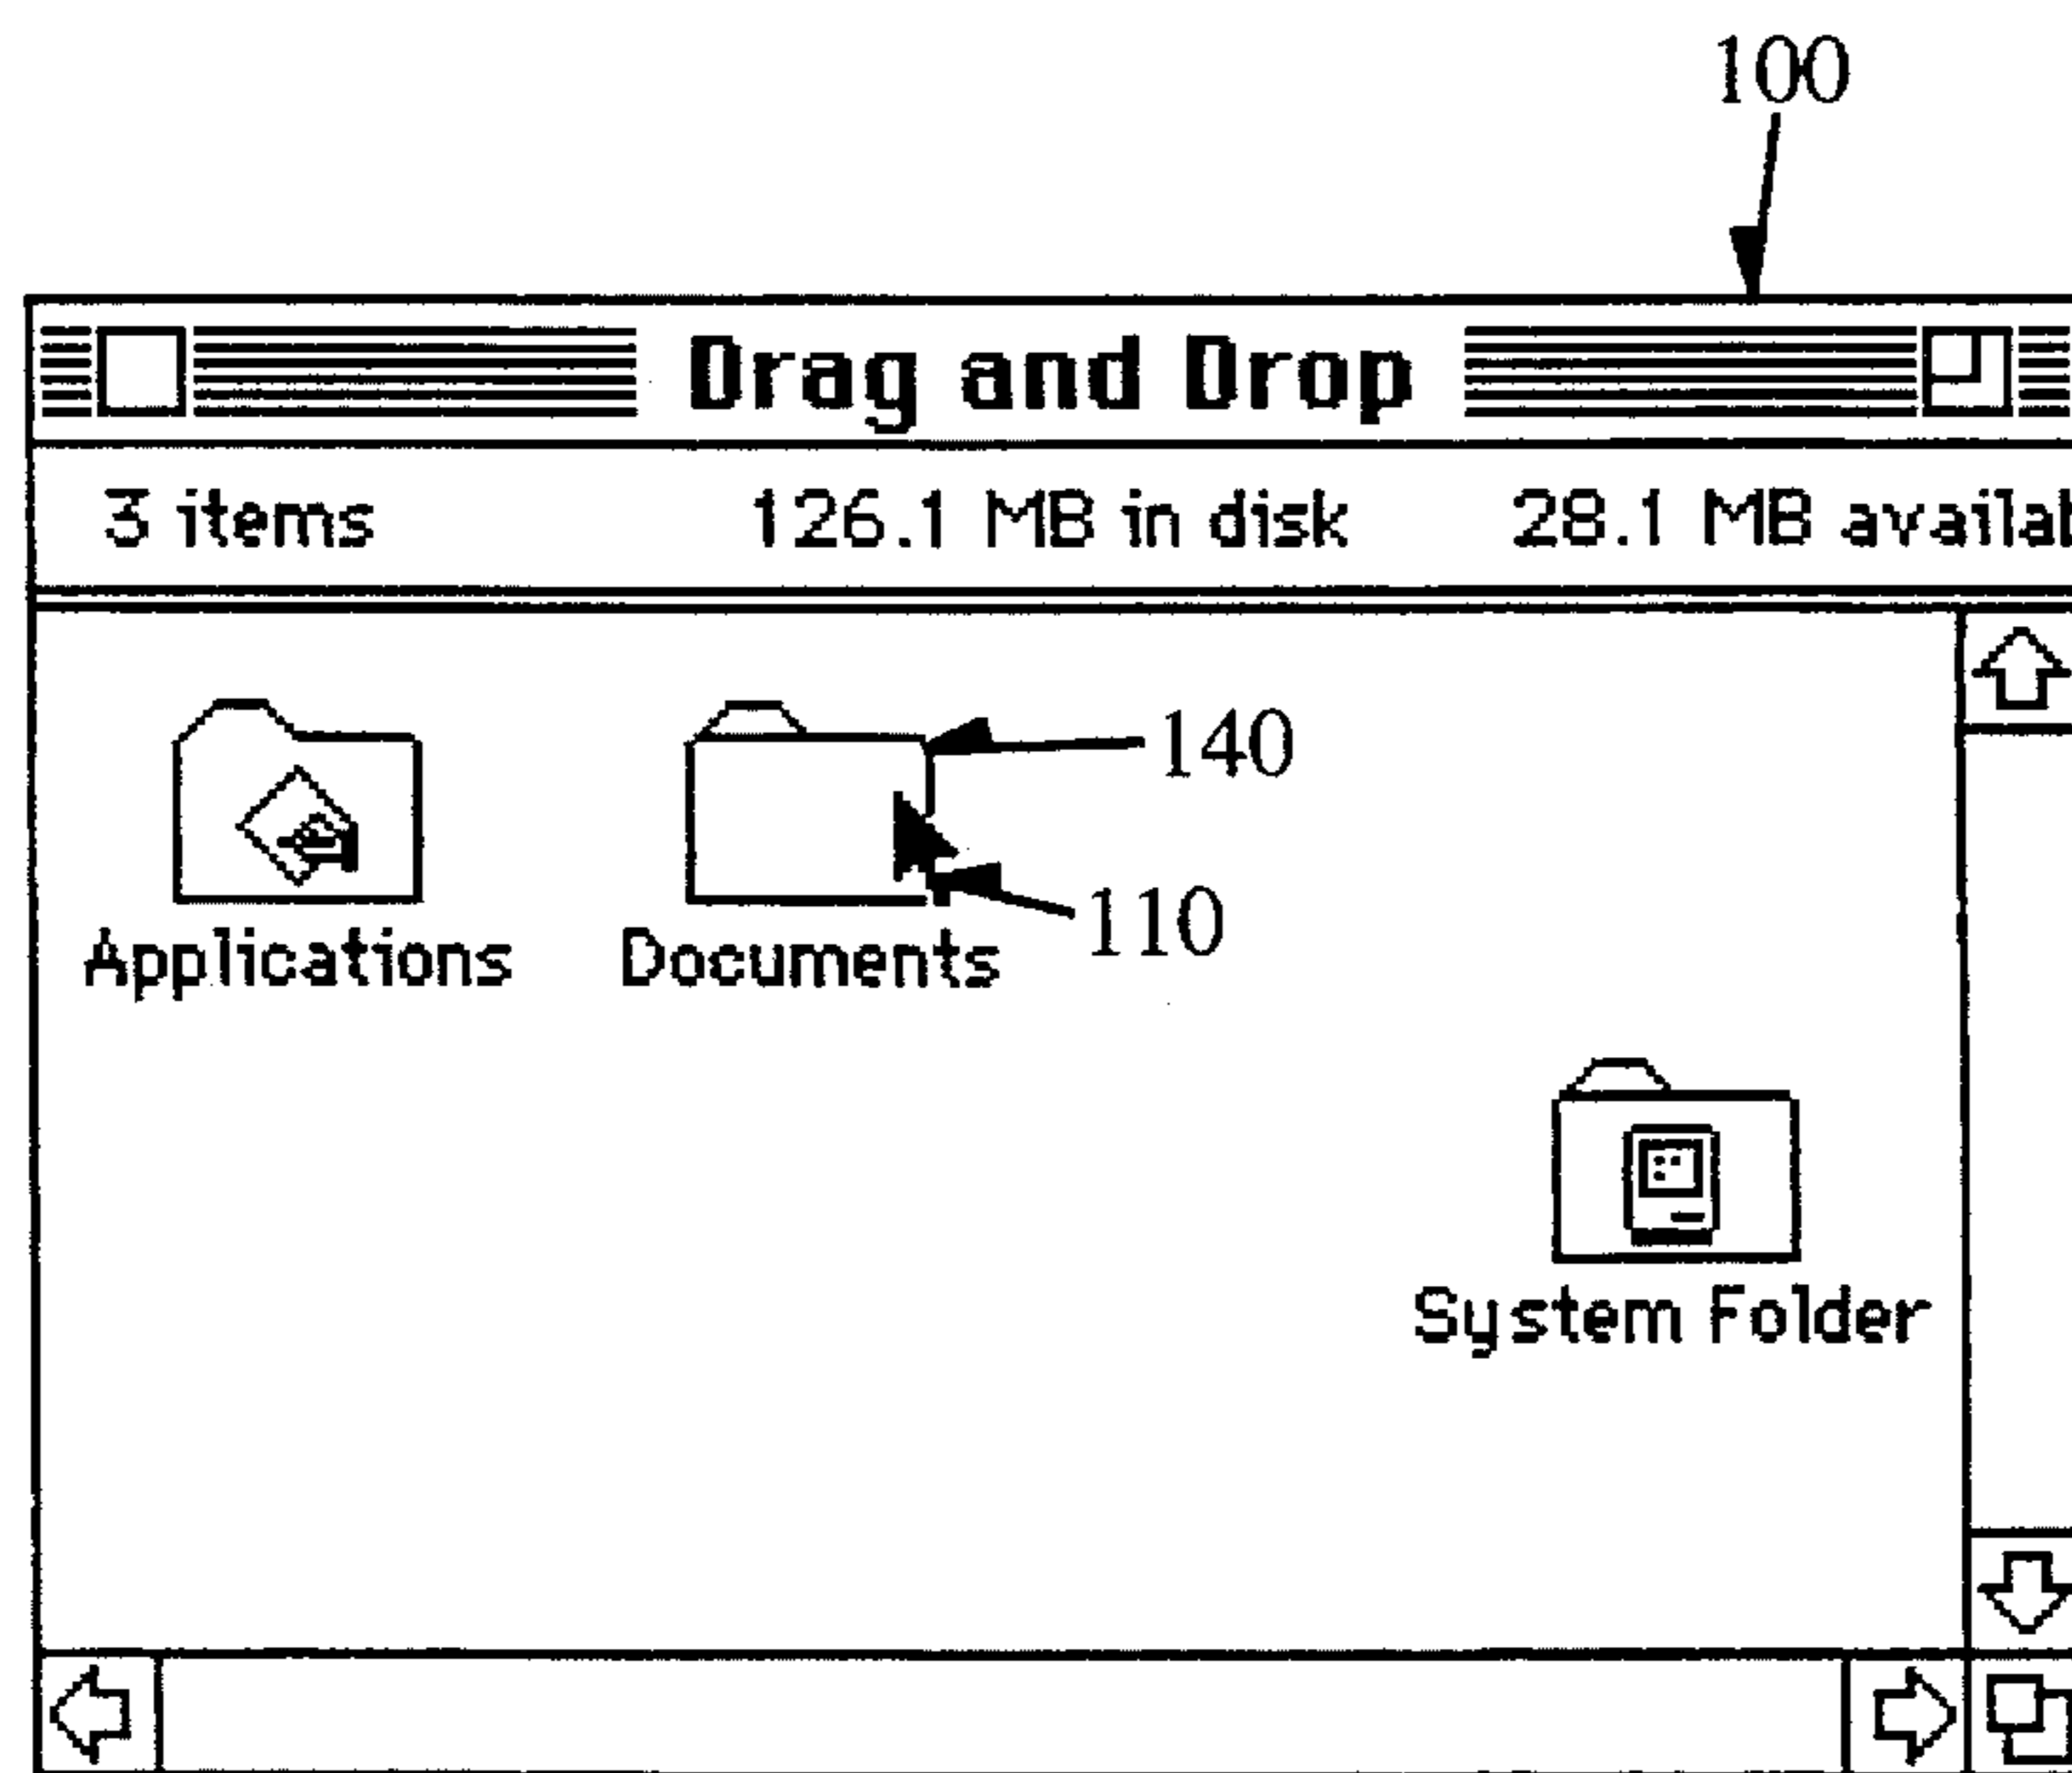 100
Drag and Drop
3 items 126.1 MB in disk 28.1 MB availab
140
110
Applications Documents
System Folder